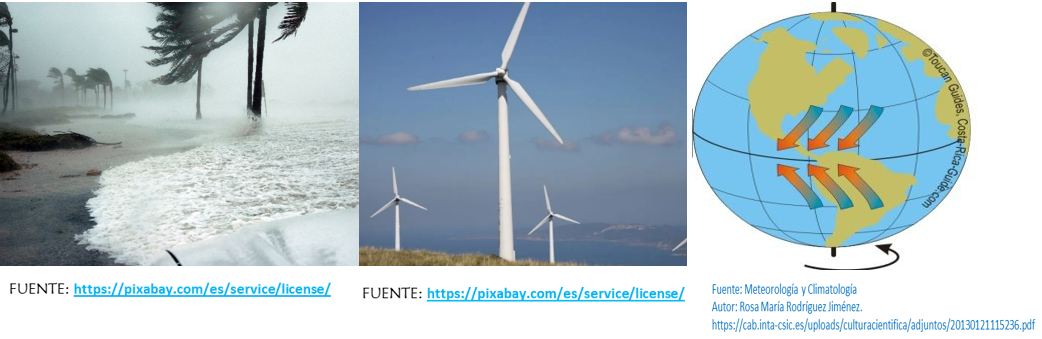 ©Toucan Guides, Costa-Rica-Guide.com
FUENTE: https://pixabay.com/es/service/license/
FUENTE: https://pixabay.com/es/service/license/
Fuente: Meteorología y Climatología
Autor: Rosa María Rodríguez Jiménez.
https://cab.inta-csic.es/uploads/culturacientifica/adjuntos/20130121115236.pdf